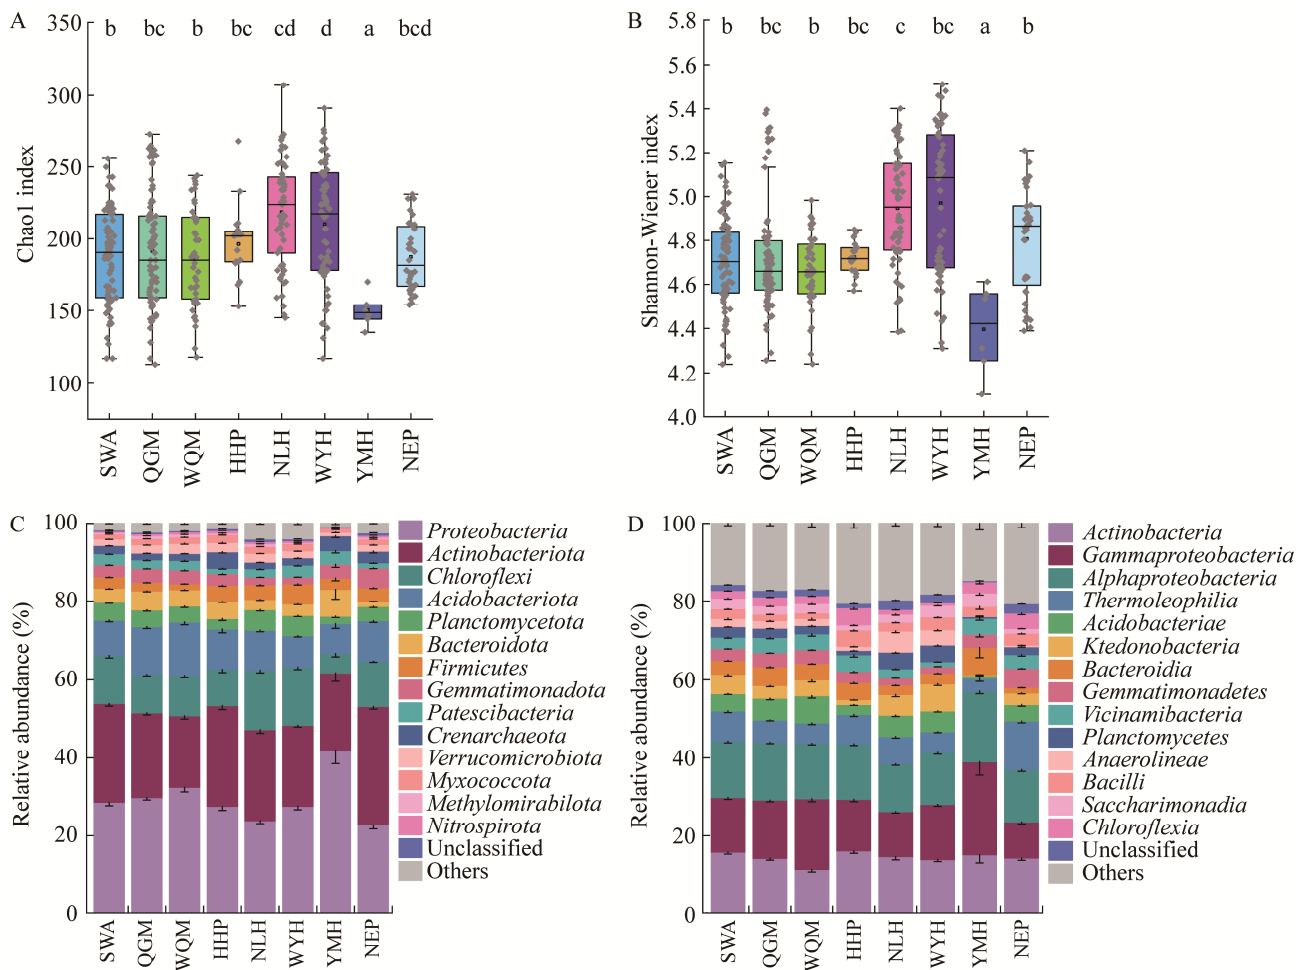 A
b bc b bc cd d a bcd
Chao1 index
350
300
250
200
150
100
SWA QGM WQM HHP NLH WYH YMH NEP
B
b bc b bc c bc a b
Shannon-Wiener index
5.8
5.6
5.4
5.2
5.0
4.8
4.6
4.4
4.2
4.0
SWA QGM WQM HHP NLH WYH YMH NEP
C
Relative abundance (%)
100
80
60
40
20
0
SWA QGM WQM HHP NLH WYH YMH NEP
Proteobacteria
Actinobacteriota
Chloroflexi
Acidobacteriota
Planctomycetota
Bacteroidota
Firmicutes
Gemmatimonadota
Patescibacteria
Crenarchaeota
Verrucomicrobiota
Myxococcota
Methylomirabilota
Nitrospirota
Unclassified
Others
D
Relative abundance (%)
100
80
60
40
20
0
SWA QGM WQM HHP NLH WYH YMH NEP
Actinobacteria
Gammaproteobacteria
Alphaproteobacteria
Thermoleophilia
Acidobacteriae
Ktedonobacteria
Bacteroidia
Gemmatimonadetes
Vicinamibacteria
Planctomycetes
Anaerolineae
Bacilli
Saccharimonadia
Chloroflexia
Unclassified
Others